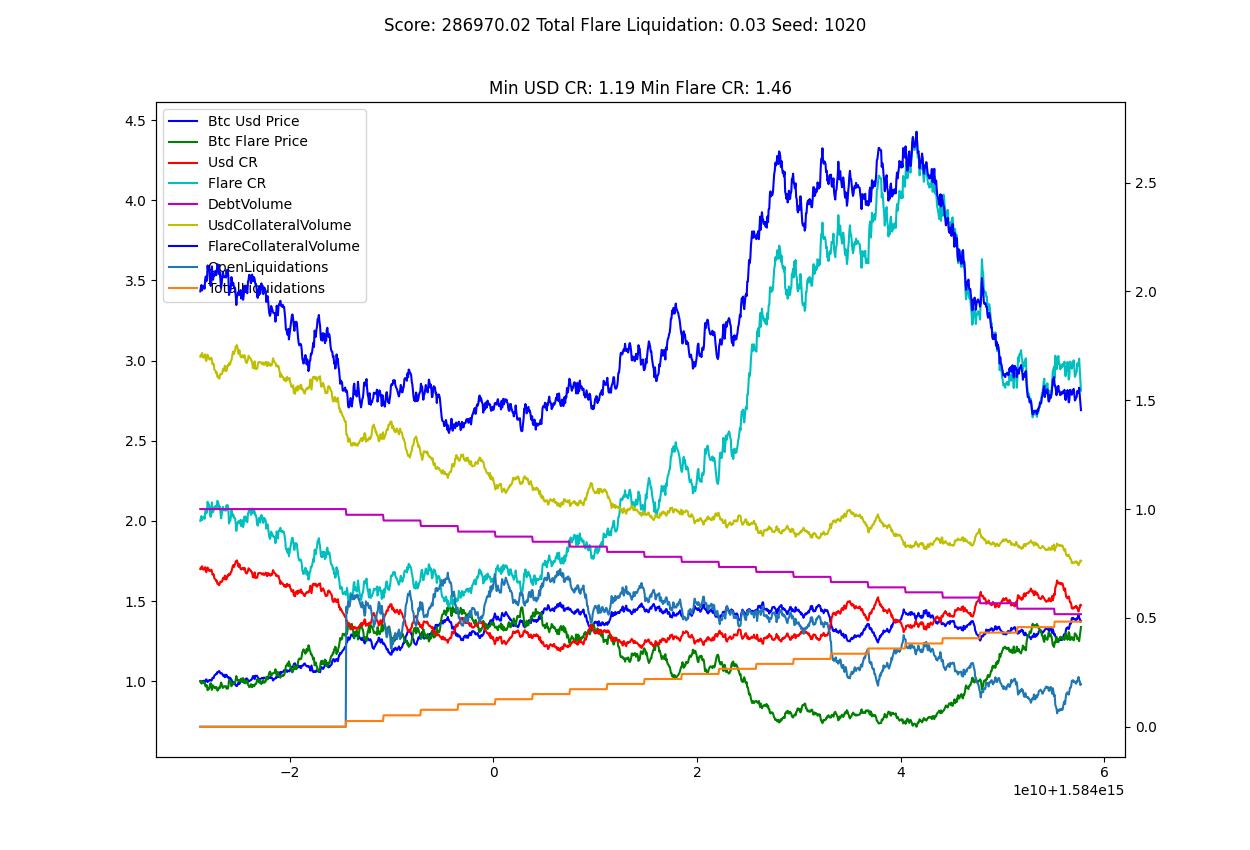 Score: 286970.02 Total Flare Liquidation: 0.03 Seed: 1020
Min USD CR: 1.19 Min Flare CR: 1.46
Btc Usd Price
Btc Flare Price
Usd CR
Flare CR
DebtVolume
UsdCollateralVolume
FlareCollateralVolume
OpenLiquidations
TotalLiquidations
4.5
4.0
3.5
3.0
2.5
2.0
1.5
1.0
2.5
2.0
1.5
1.0
0.5
0.0
−2 0 2 4 6
1e10+1.584e15